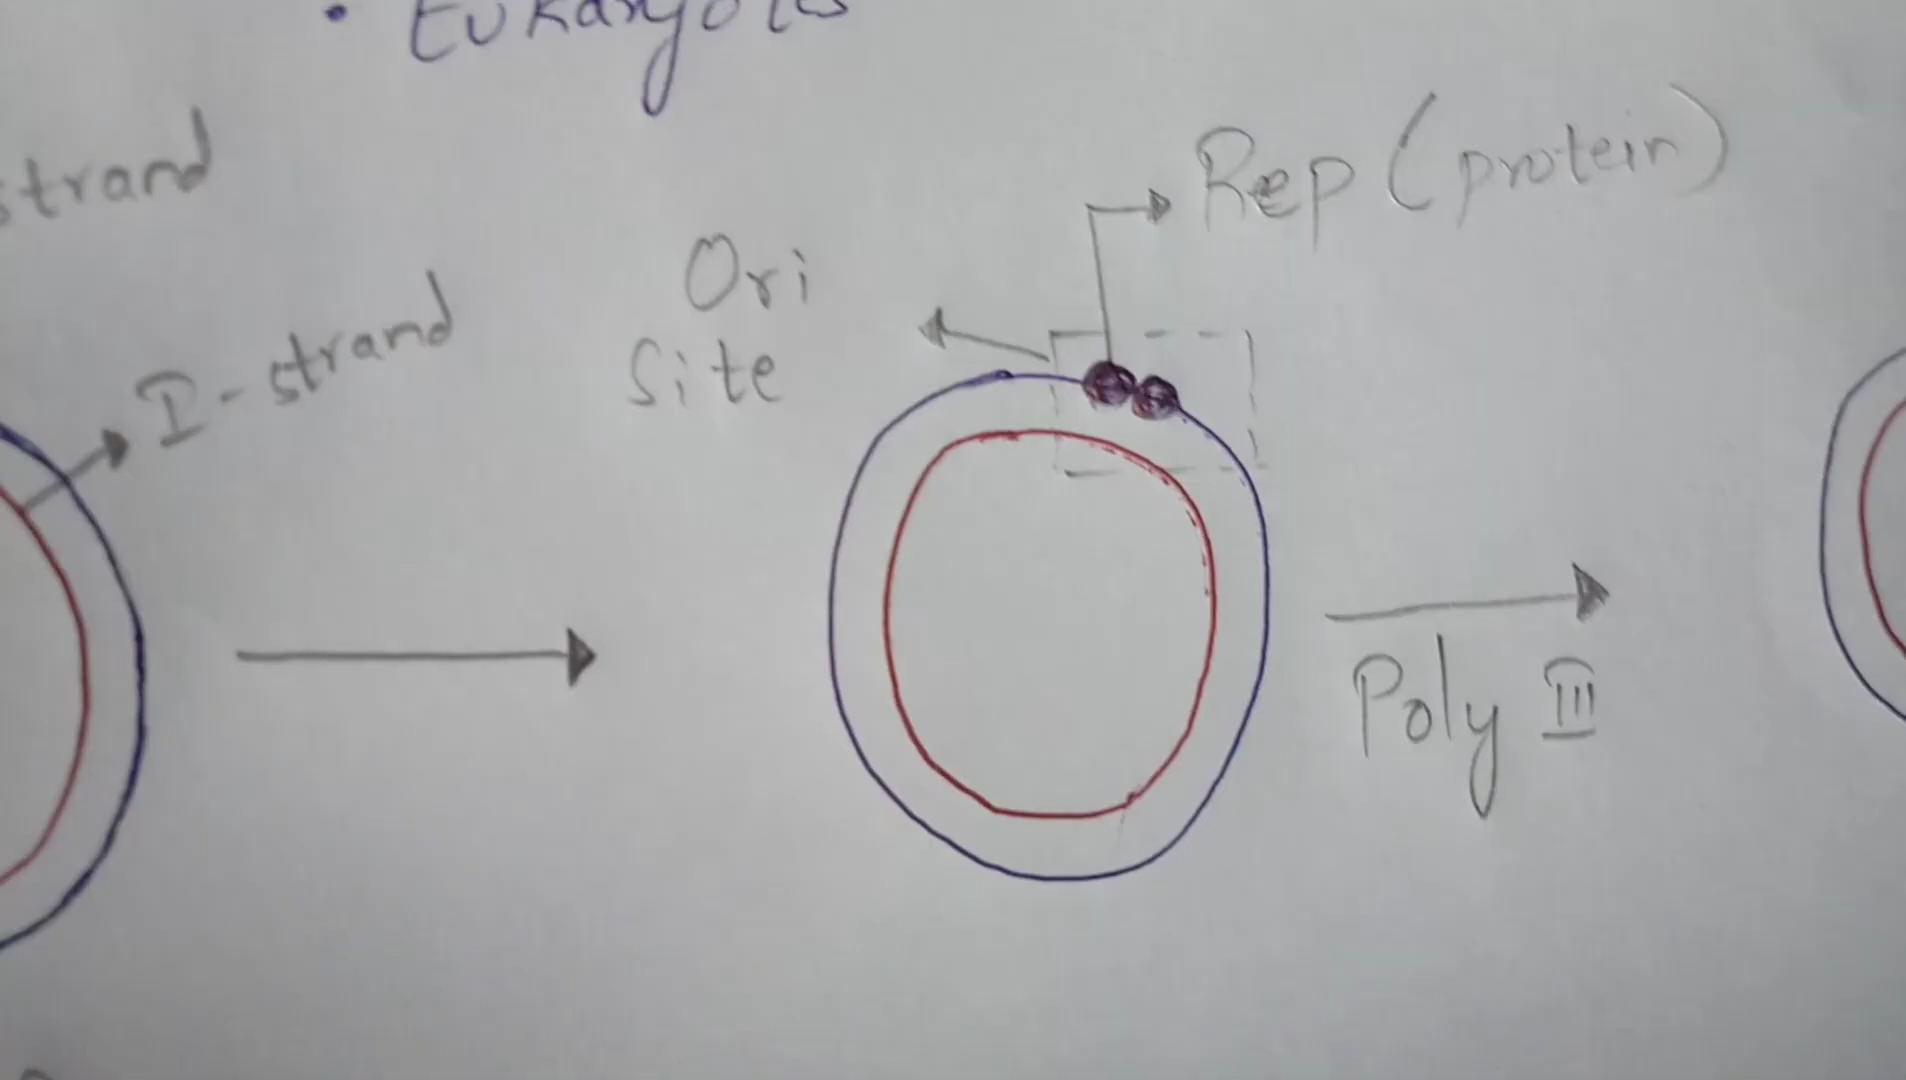 • Eukaryotes
strand
I-strand
Ori
Site
Rep (protein)
Poly III